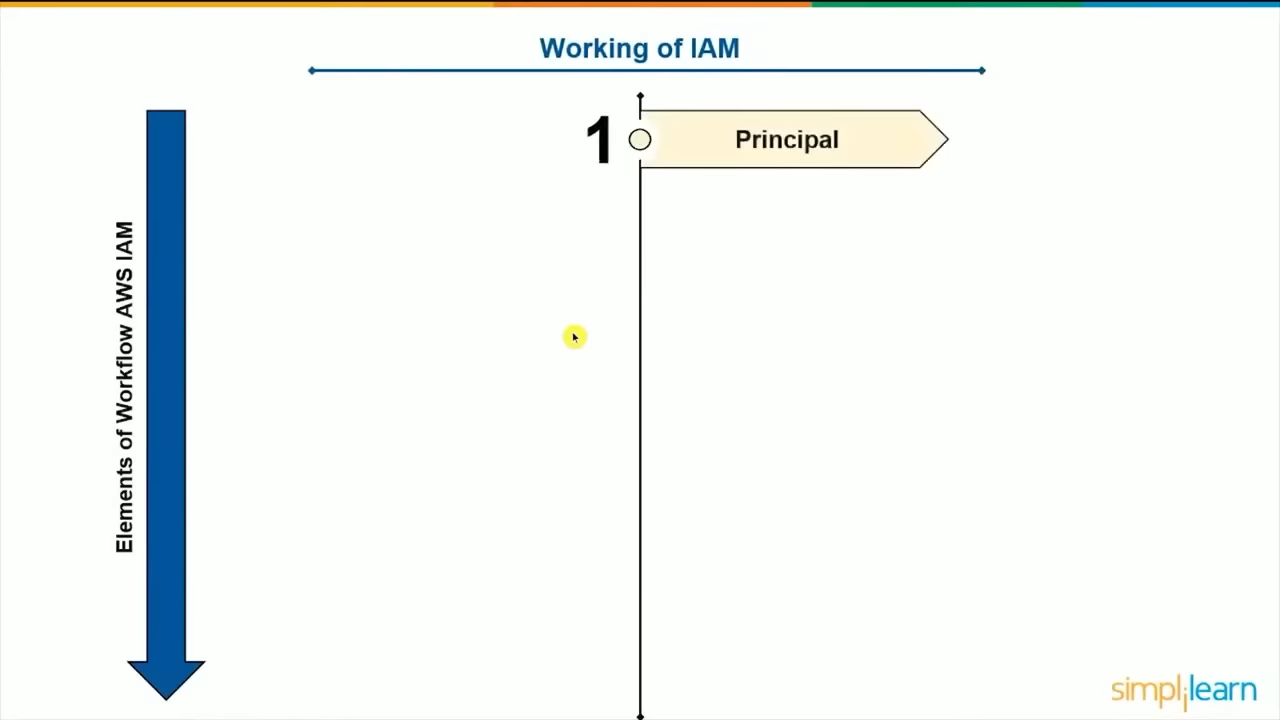 Working of IAM
1
Principal
Elements of Workflow AWS IAM
simplilearn